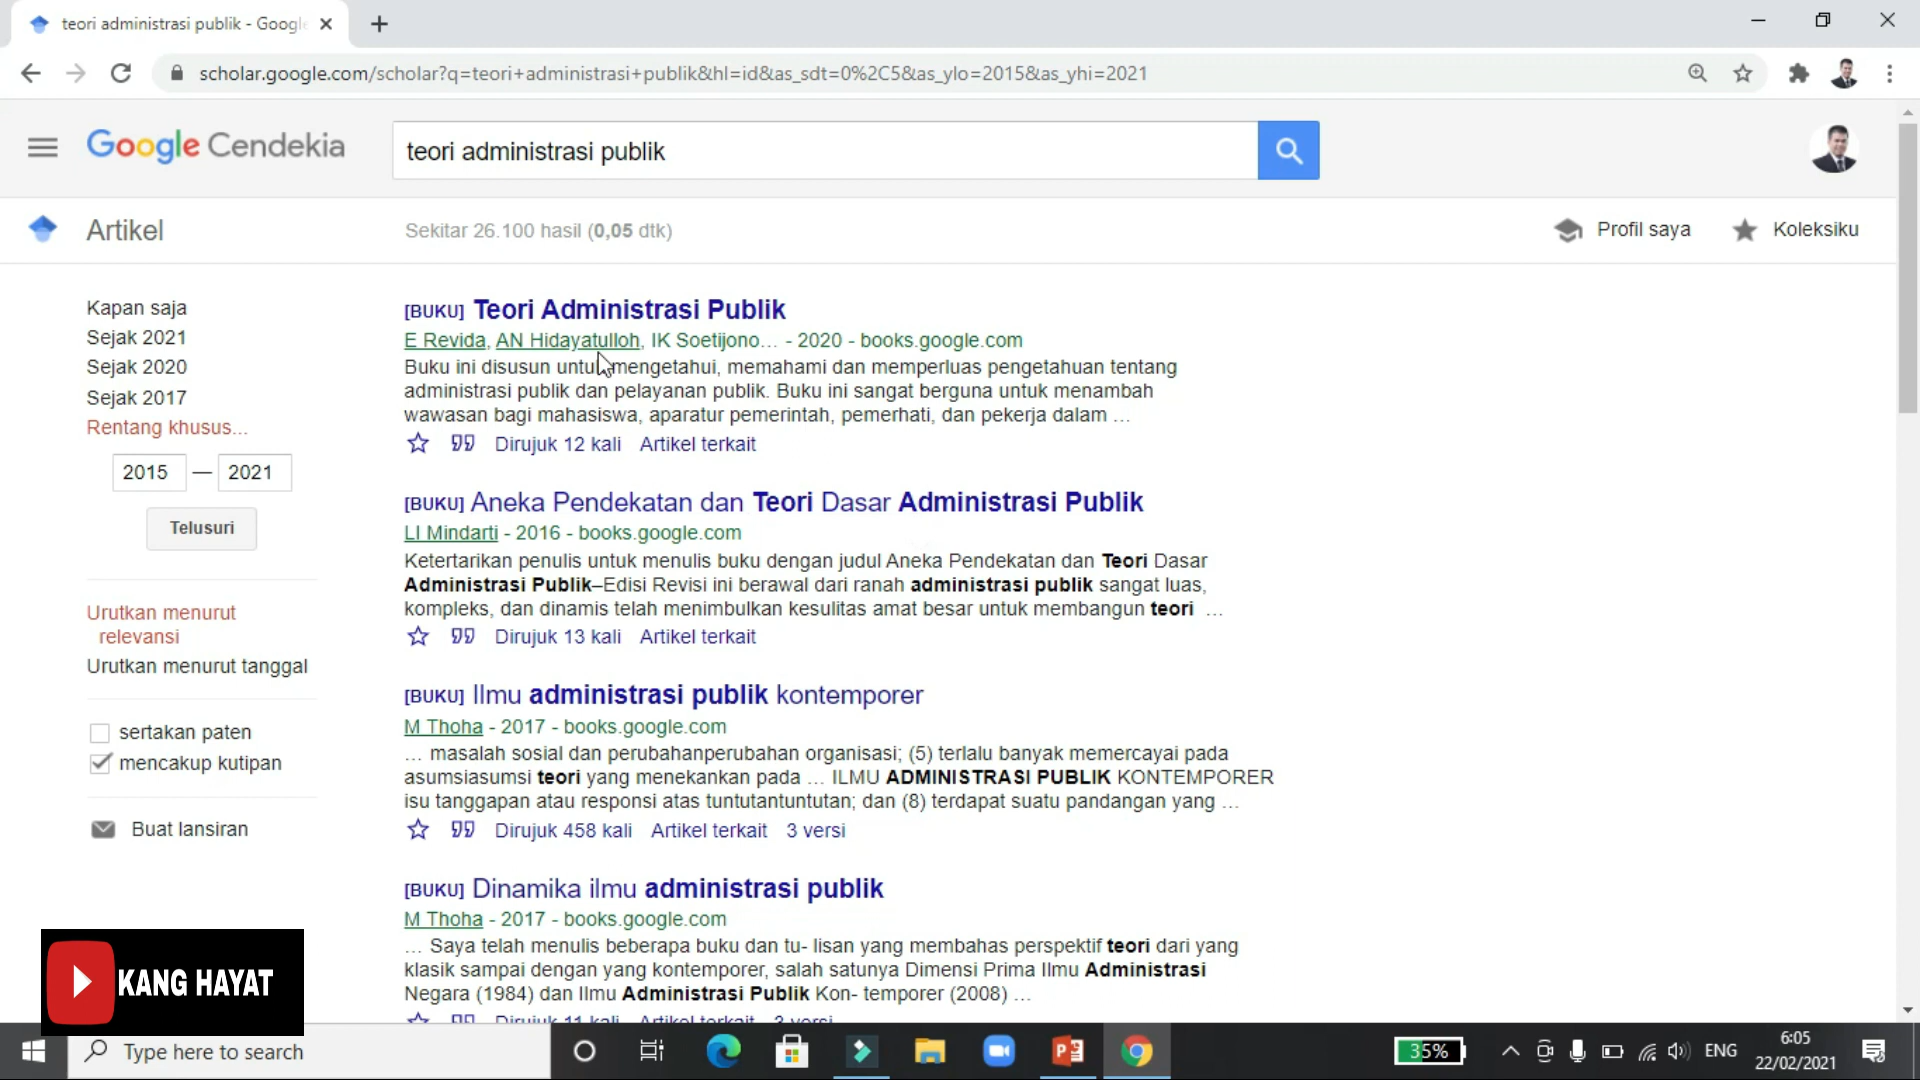 teori administrasi publik - Google
scholar.google.com/scholar?q=teori+administrasi+publik&hl=id&as_sdt=0%2C5&as_ylo=2015&as_yhi=2021
Google Cendekia
teori administrasi publik
Artikel
Sekitar 26.100 hasil (0,05 dtk)
Profil saya
Koleksiku
Kapan saja
Sejak 2021
Sejak 2020
Sejak 2017
Rentang khusus...
2015 — 2021
Telusuri
Urutkan menurut
relevansi
Urutkan menurut tanggal
sertakan paten
mencakup kutipan
Buat lansiran
[BUKU] Teori Administrasi Publik
E Revida, AN Hidayatulloh, IK Soetijono... - 2020 - books.google.com
Buku ini disusun untuk mengetahui, memahami dan memperluas pengetahuan tentang
administrasi publik dan pelayanan publik. Buku ini sangat berguna untuk menambah
wawasan bagi mahasiswa, aparatur pemerintah, pemerhati, dan pekerja dalam ...
Dirujuk 12 kali Artikel terkait
[BUKU] Aneka Pendekatan dan Teori Dasar Administrasi Publik
LI Mindarti - 2016 - books.google.com
Ketertarikan penulis untuk menulis buku dengan judul Aneka Pendekatan dan Teori Dasar
Administrasi Publik–Edisi Revisi ini berawal dari ranah administrasi publik sangat luas,
kompleks, dan dinamis telah menimbulkan kesulitas amat besar untuk membangun teori ...
Dirujuk 13 kali Artikel terkait
[BUKU] Ilmu administrasi publik kontemporer
M Thoha - 2017 - books.google.com
... masalah sosial dan perubahanperubahan organisasi; (5) terlalu banyak memercayai pada
asumsiasumsi teori yang menekankan pada ... ILMU ADMINISTRASI PUBLIK KONTEMPORER
isu tanggapan atau responsi atas tuntutantuntutan; dan (8) terdapat suatu pandangan yang ...
Dirujuk 458 kali Artikel terkait 3 versi
[BUKU] Dinamika ilmu administrasi publik
M Thoha - 2017 - books.google.com
... Saya telah menulis beberapa buku dan tu- lisan yang membahas perspektif teori dari yang
klasik sampai dengan yang kontemporer, salah satunya Dimensi Prima Ilmu Administrasi
Negara (1984) dan Ilmu Administrasi Publik Kon- temporer (2008) ...
Dirujuk 11 kali Artikel terkait 3 versi
KANG HAYAT
Type here to search
35%
ENG
6:05
22/02/2021